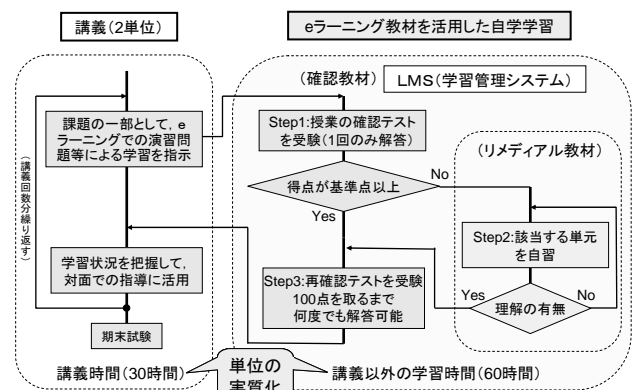 講義(2単位)
eラーニング教材を活用した自学学習
(確認教材)
LMS(学習管理システム)
課題の一部として，e
ラーニングでの演習問
題等による学習を指示
(講義回数分繰り返す)
学習状況を把握して，
対面での指導に活用
期末試験
Step1:授業の確認テスト
を受験(1回のみ解答)
得点が基準点以上
No
Yes
(リメディアル教材)
Step2:該当する単元
を自習
Yes
理解の有無
No
Step3:再確認テストを受験
100点を取るまで
何度でも解答可能
講義時間(30時間)
単位の
実質化
講義以外の学習時間(60時間)